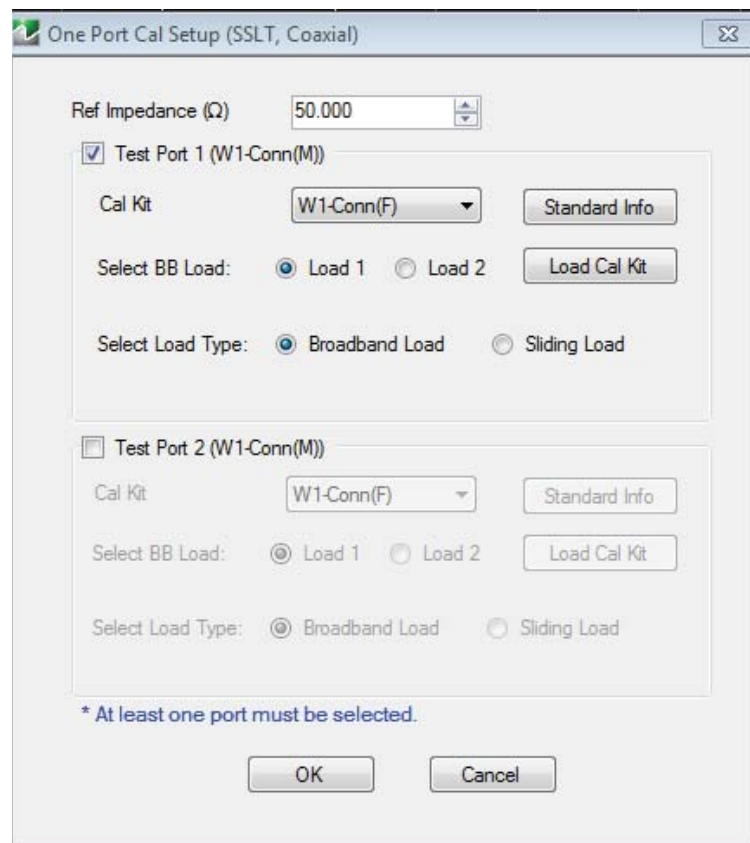 One Port Cal Setup (SSLT, Coaxial)
Ref Impedance (Ω) 50.000
Test Port 1 (W1-Conn(M))
Cal Kit W1-Conn(F) Standard Info
Select BB Load: Load 1 Load 2 Load Cal Kit
Select Load Type: Broadband Load Sliding Load
Test Port 2 (W1-Conn(M))
Cal Kit W1-Conn(F) Standard Info
Select BB Load: Load 1 Load 2 Load Cal Kit
Select Load Type: Broadband Load Sliding Load
* At least one port must be selected.
OK Cancel